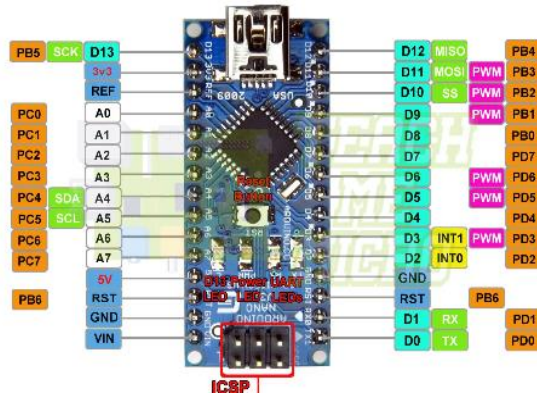 PB5 SCK D13 D12 MISO PB4
3v3 D11 MOSI PWM PB3
REF D10 SS PWM PB2
PC0 A0 D9 PWM PB1
PC1 A1 D8 PB0
PC2 A2 D7 PD7
PC3 A3 D6 PWM PD6
PC4 SDA A4 D5 PWM PD5
PC5 SCL A5 D4 PD4
PC6 A6 D3 INT1 PWM PD3
PC7 A7 D2 INT0 PD2
5V GND
PB6 RST RST PB6
GND D1 RX PD1
VIN D0 TX PD0
USA
2009
Reset
Button
D13 Power UART
LED LED LEDs
ARDUINO
NANO
ICSP